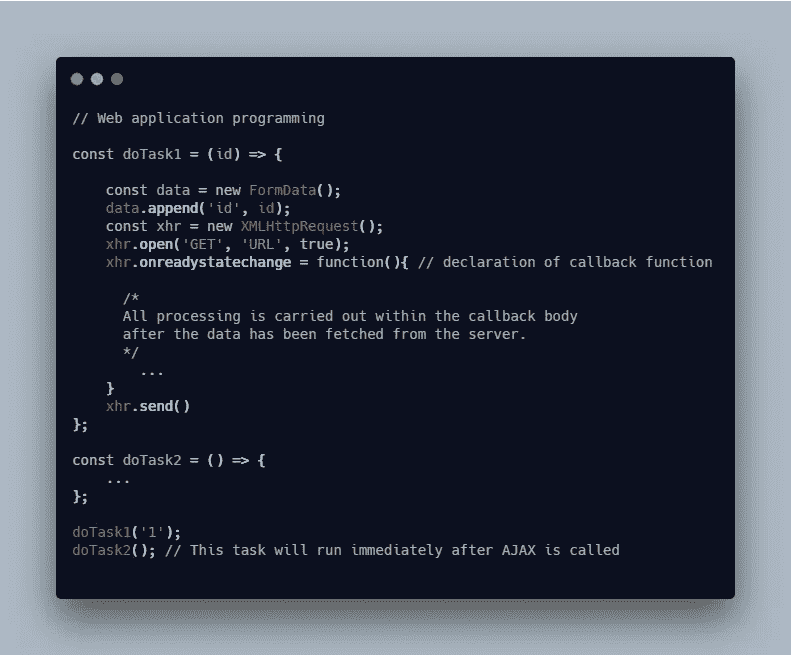 // Web application programming
const doTask1 = (id) => {
const data = new FormData();
data.append('id', id);
const xhr = new XMLHttpRequest();
xhr.open('GET', 'URL', true);
xhr.onreadystatechange = function(){ // declaration of callback function
/*
All processing is carried out within the callback body
after the data has been fetched from the server.
*/
...
}
xhr.send()
};
const doTask2 = () => {
...
};
doTask1('1');
doTask2(); // This task will run immediately after AJAX is called